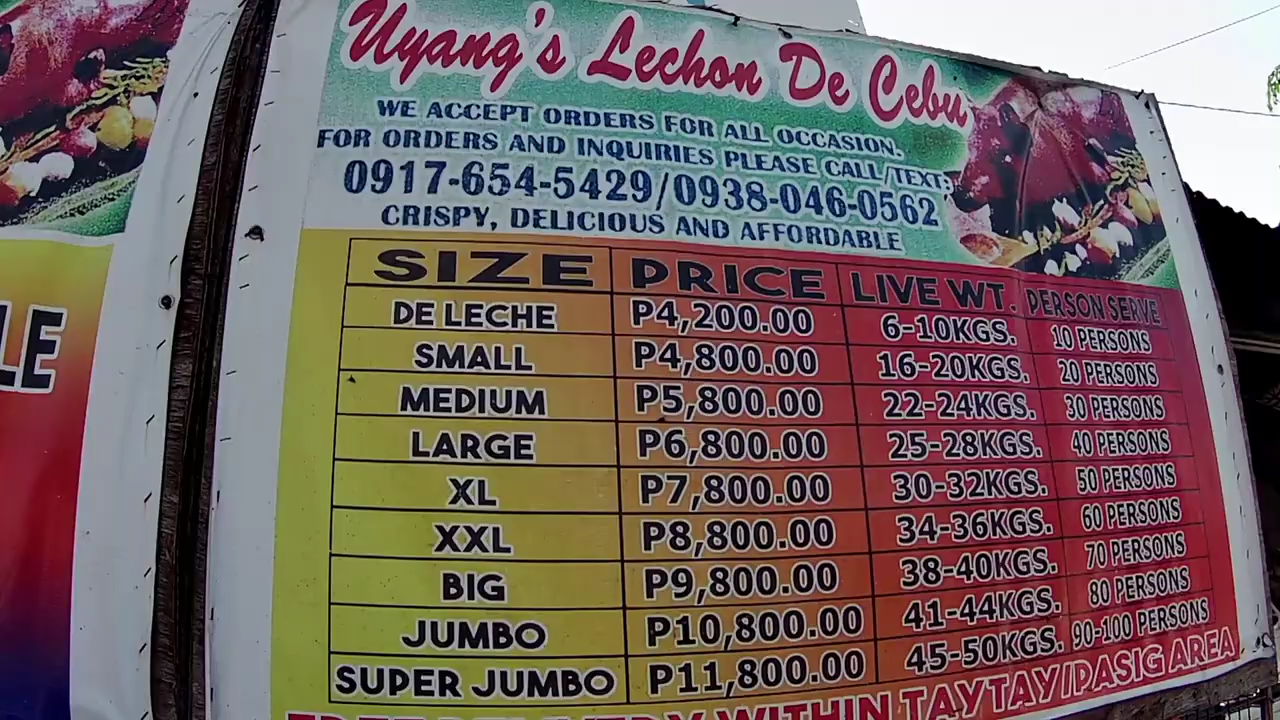 Uyang's Lechon De Cebu
WE ACCEPT ORDERS FOR ALL OCCASION.
FOR ORDERS AND INQUIRIES PLEASE CALL/TEXT:
0917-654-5429/0938-046-0562
CRISPY, DELICIOUS AND AFFORDABLE
SIZE PRICE LIVE WT. PERSON SERVE
DE LECHE P4,200.00 6-10KGS. 10 PERSONS
SMALL P4,800.00 16-20KGS. 20 PERSONS
MEDIUM P5,800.00 22-24KGS. 30 PERSONS
LARGE P6,800.00 25-28KGS. 40 PERSONS
XL P7,800.00 30-32KGS. 50 PERSONS
XXL P8,800.00 34-36KGS. 60 PERSONS
BIG P9,800.00 38-40KGS. 70 PERSONS
JUMBO P10,800.00 41-44KGS. 80 PERSONS
SUPER JUMBO P11,800.00 45-50KGS. 90-100 PERSONS
FREE DELIVERY WITHIN TAYTAY/PASIG AREA
LE